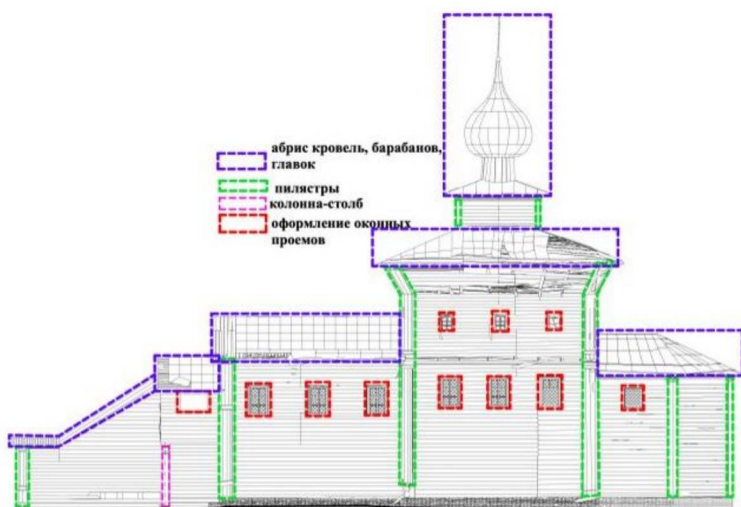 абрис кровель, барабанов,
главок
пилястры
колонна-столб
оформление оконных
проемов